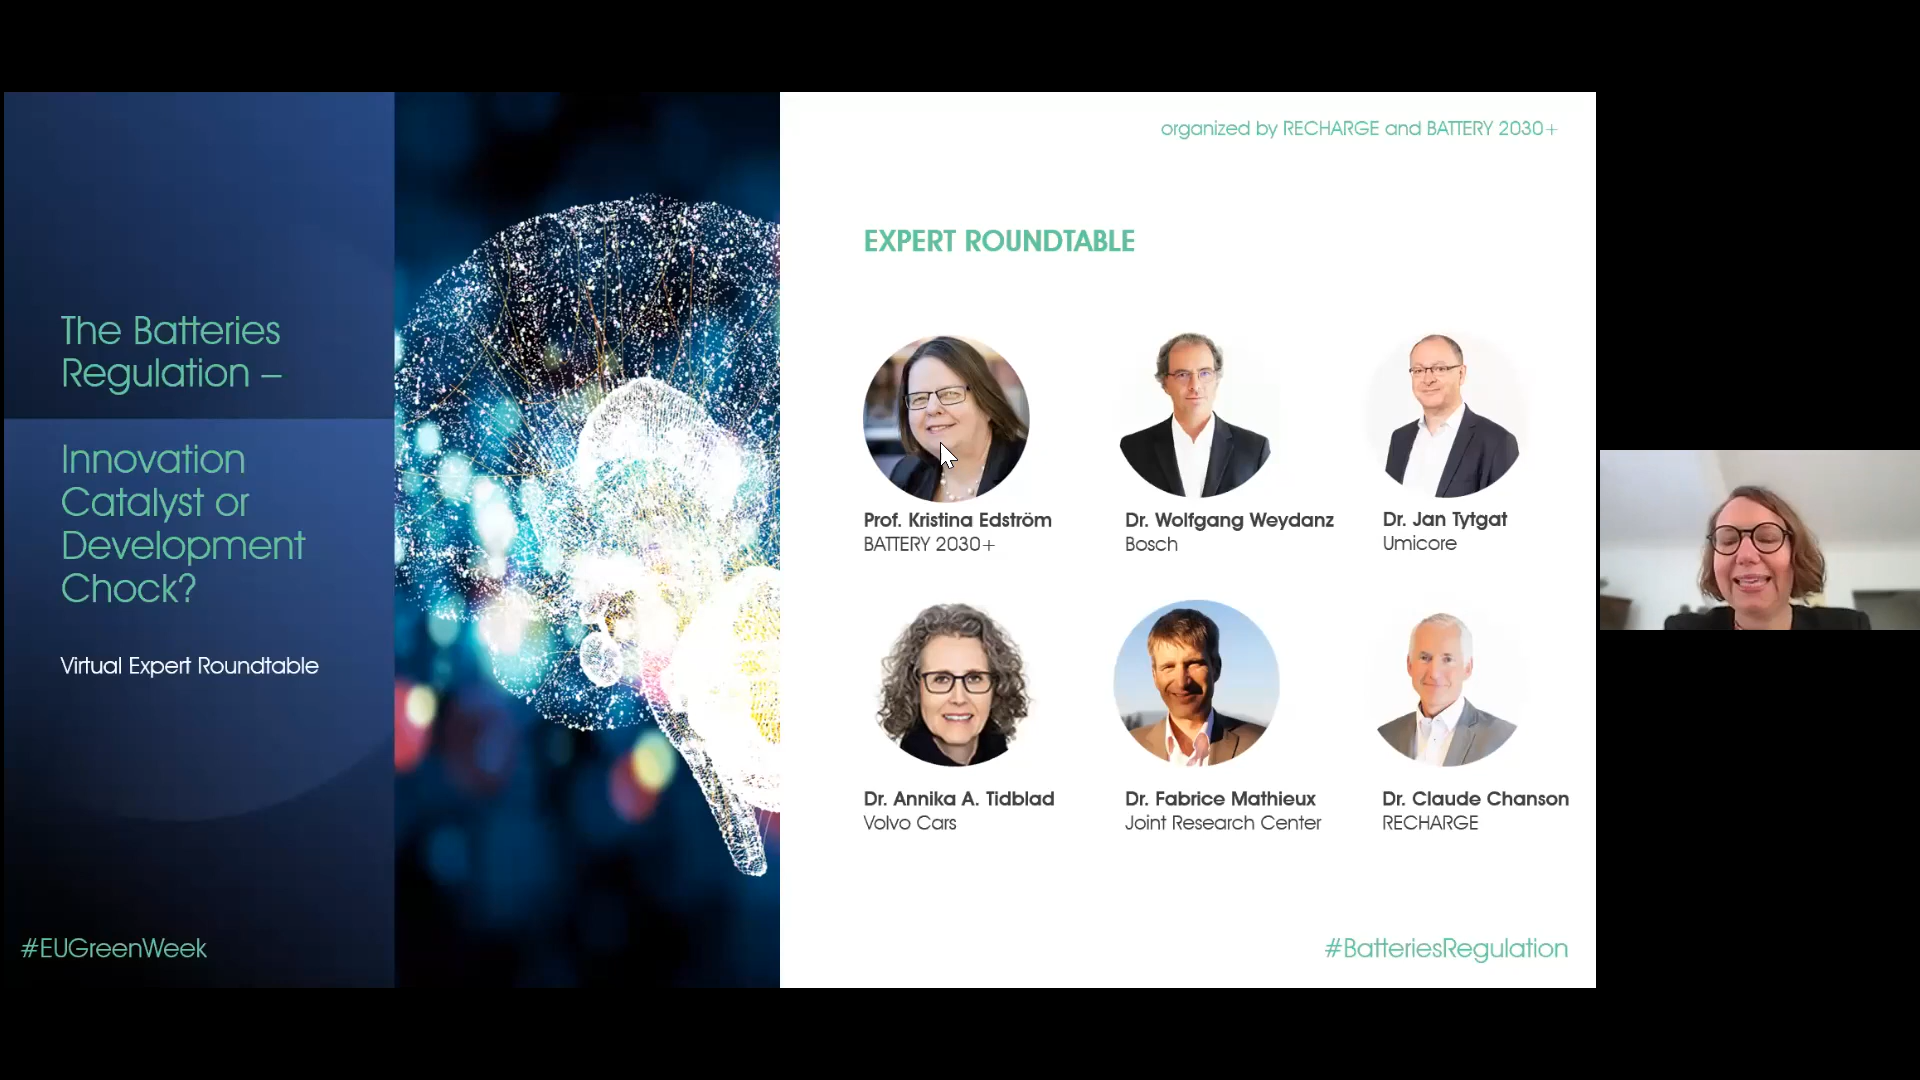 organized by RECHARGE and BATTERY 2030+
The Batteries
Regulation –
Innovation
Catalyst or
Development
Chock?
Virtual Expert Roundtable
#EUGreenWeek
EXPERT ROUNDTABLE
Prof. Kristina Edström
BATTERY 2030+
Dr. Wolfgang Weydanz
Bosch
Dr. Jan Tytgat
Umicore
Dr. Annika A. Tidblad
Volvo Cars
Dr. Fabrice Mathieux
Joint Research Center
Dr. Claude Chanson
RECHARGE
#BatteriesRegulation